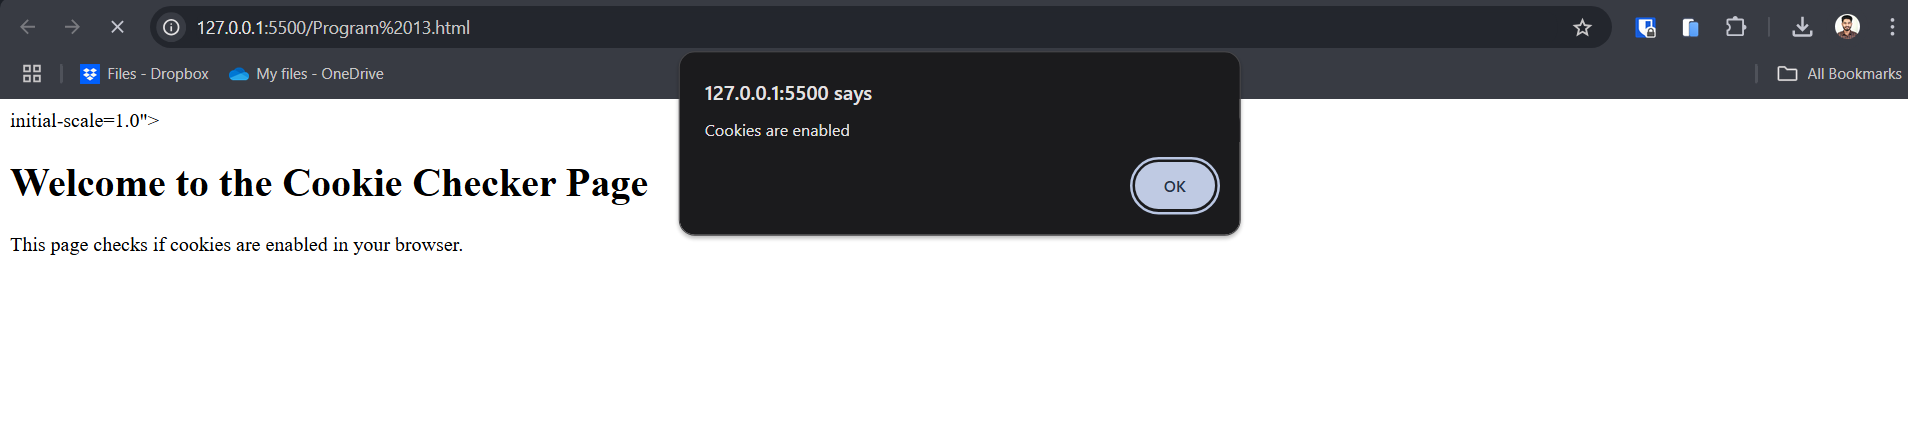 127.0.0.1:5500/Program%2013.html
Files - Dropbox
My files - OneDrive
All Bookmarks
127.0.0.1:5500 says
Cookies are enabled
OK
initial-scale=1.0">
Welcome to the Cookie Checker Page
This page checks if cookies are enabled in your browser.